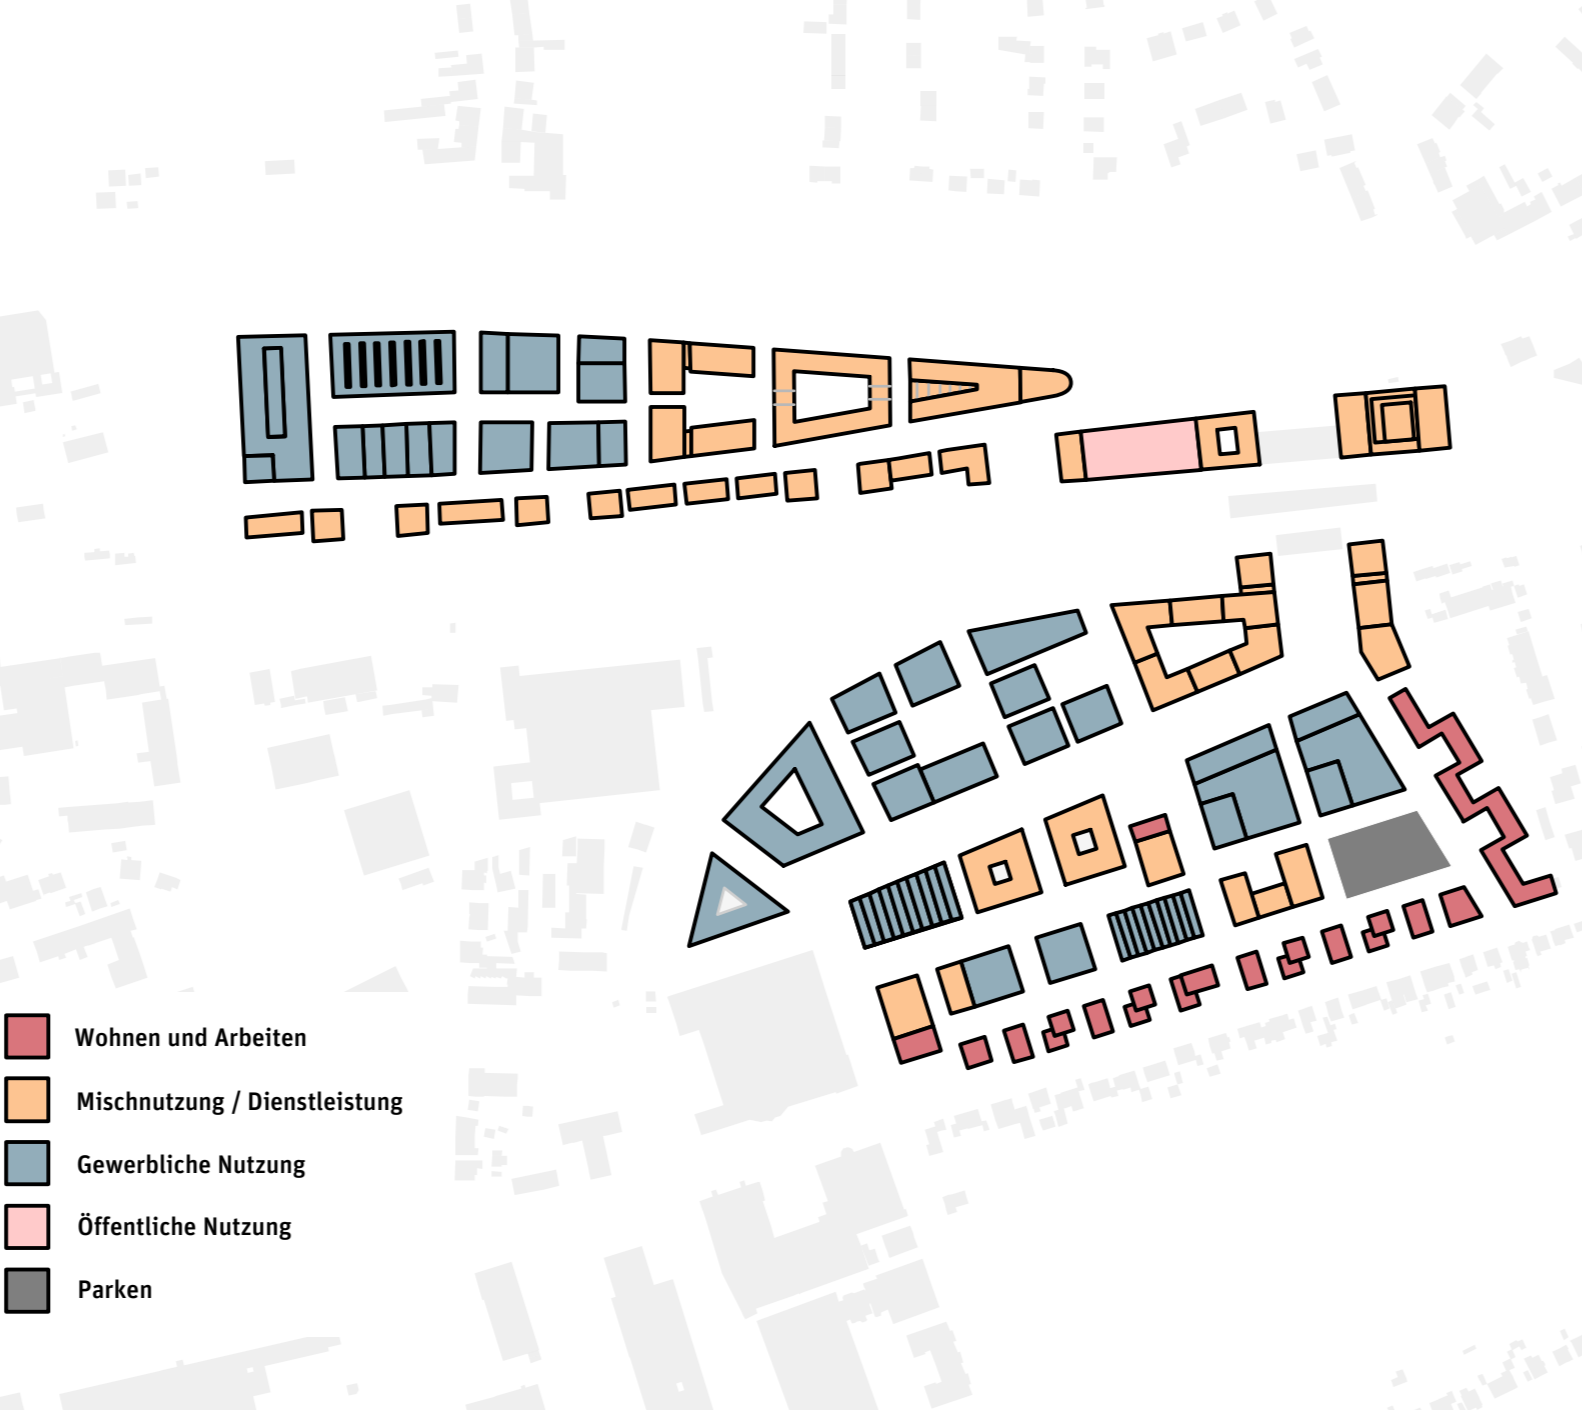 Wohnen und Arbeiten
Mischnutzung / Dienstleistung
Gewerbliche Nutzung
Öffentliche Nutzung
Parken